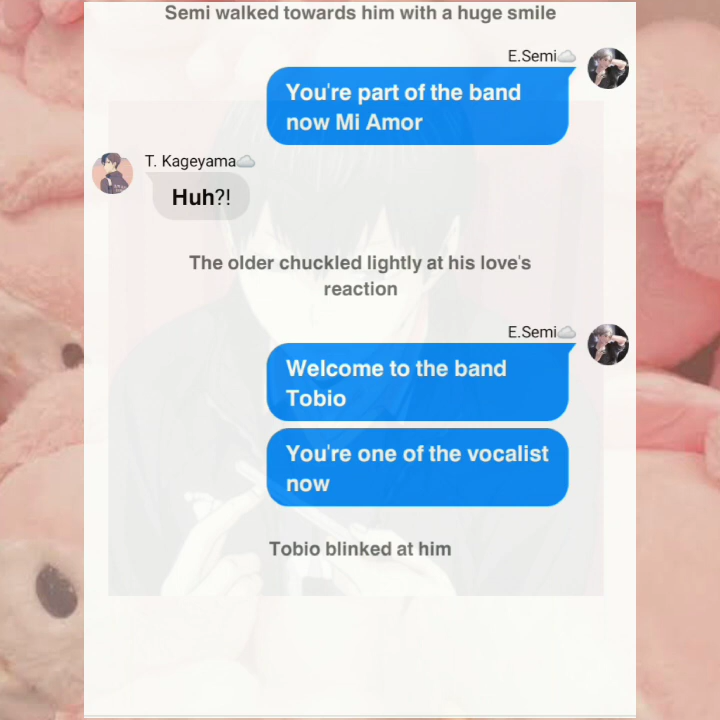 Semi walked towards him with a huge smile
E.Semi☁️
You're part of the band
now Mi Amor
T. Kageyama☁️
Huh?!
The older chuckled lightly at his love's
reaction
E.Semi☁️
Welcome to the band
Tobio
You're one of the vocalist
now
Tobio blinked at him